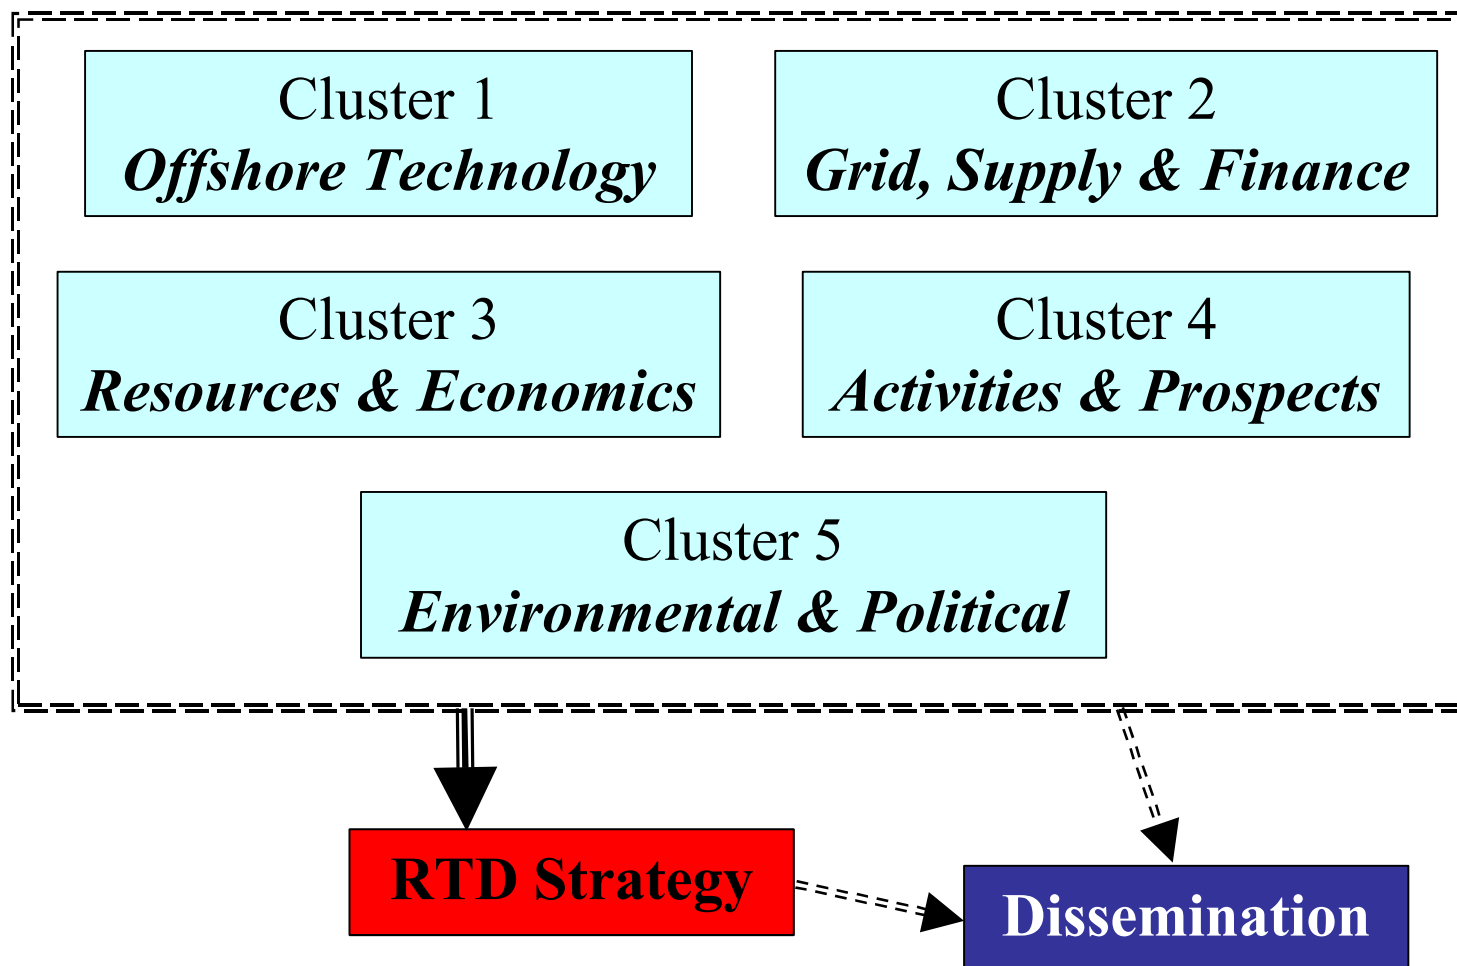 Cluster 1
Offshore Technology
Cluster 2
Grid, Supply & Finance
Cluster 3
Resources & Economics
Cluster 4
Activities & Prospects
Cluster 5
Environmental & Political
RTD Strategy
Dissemination